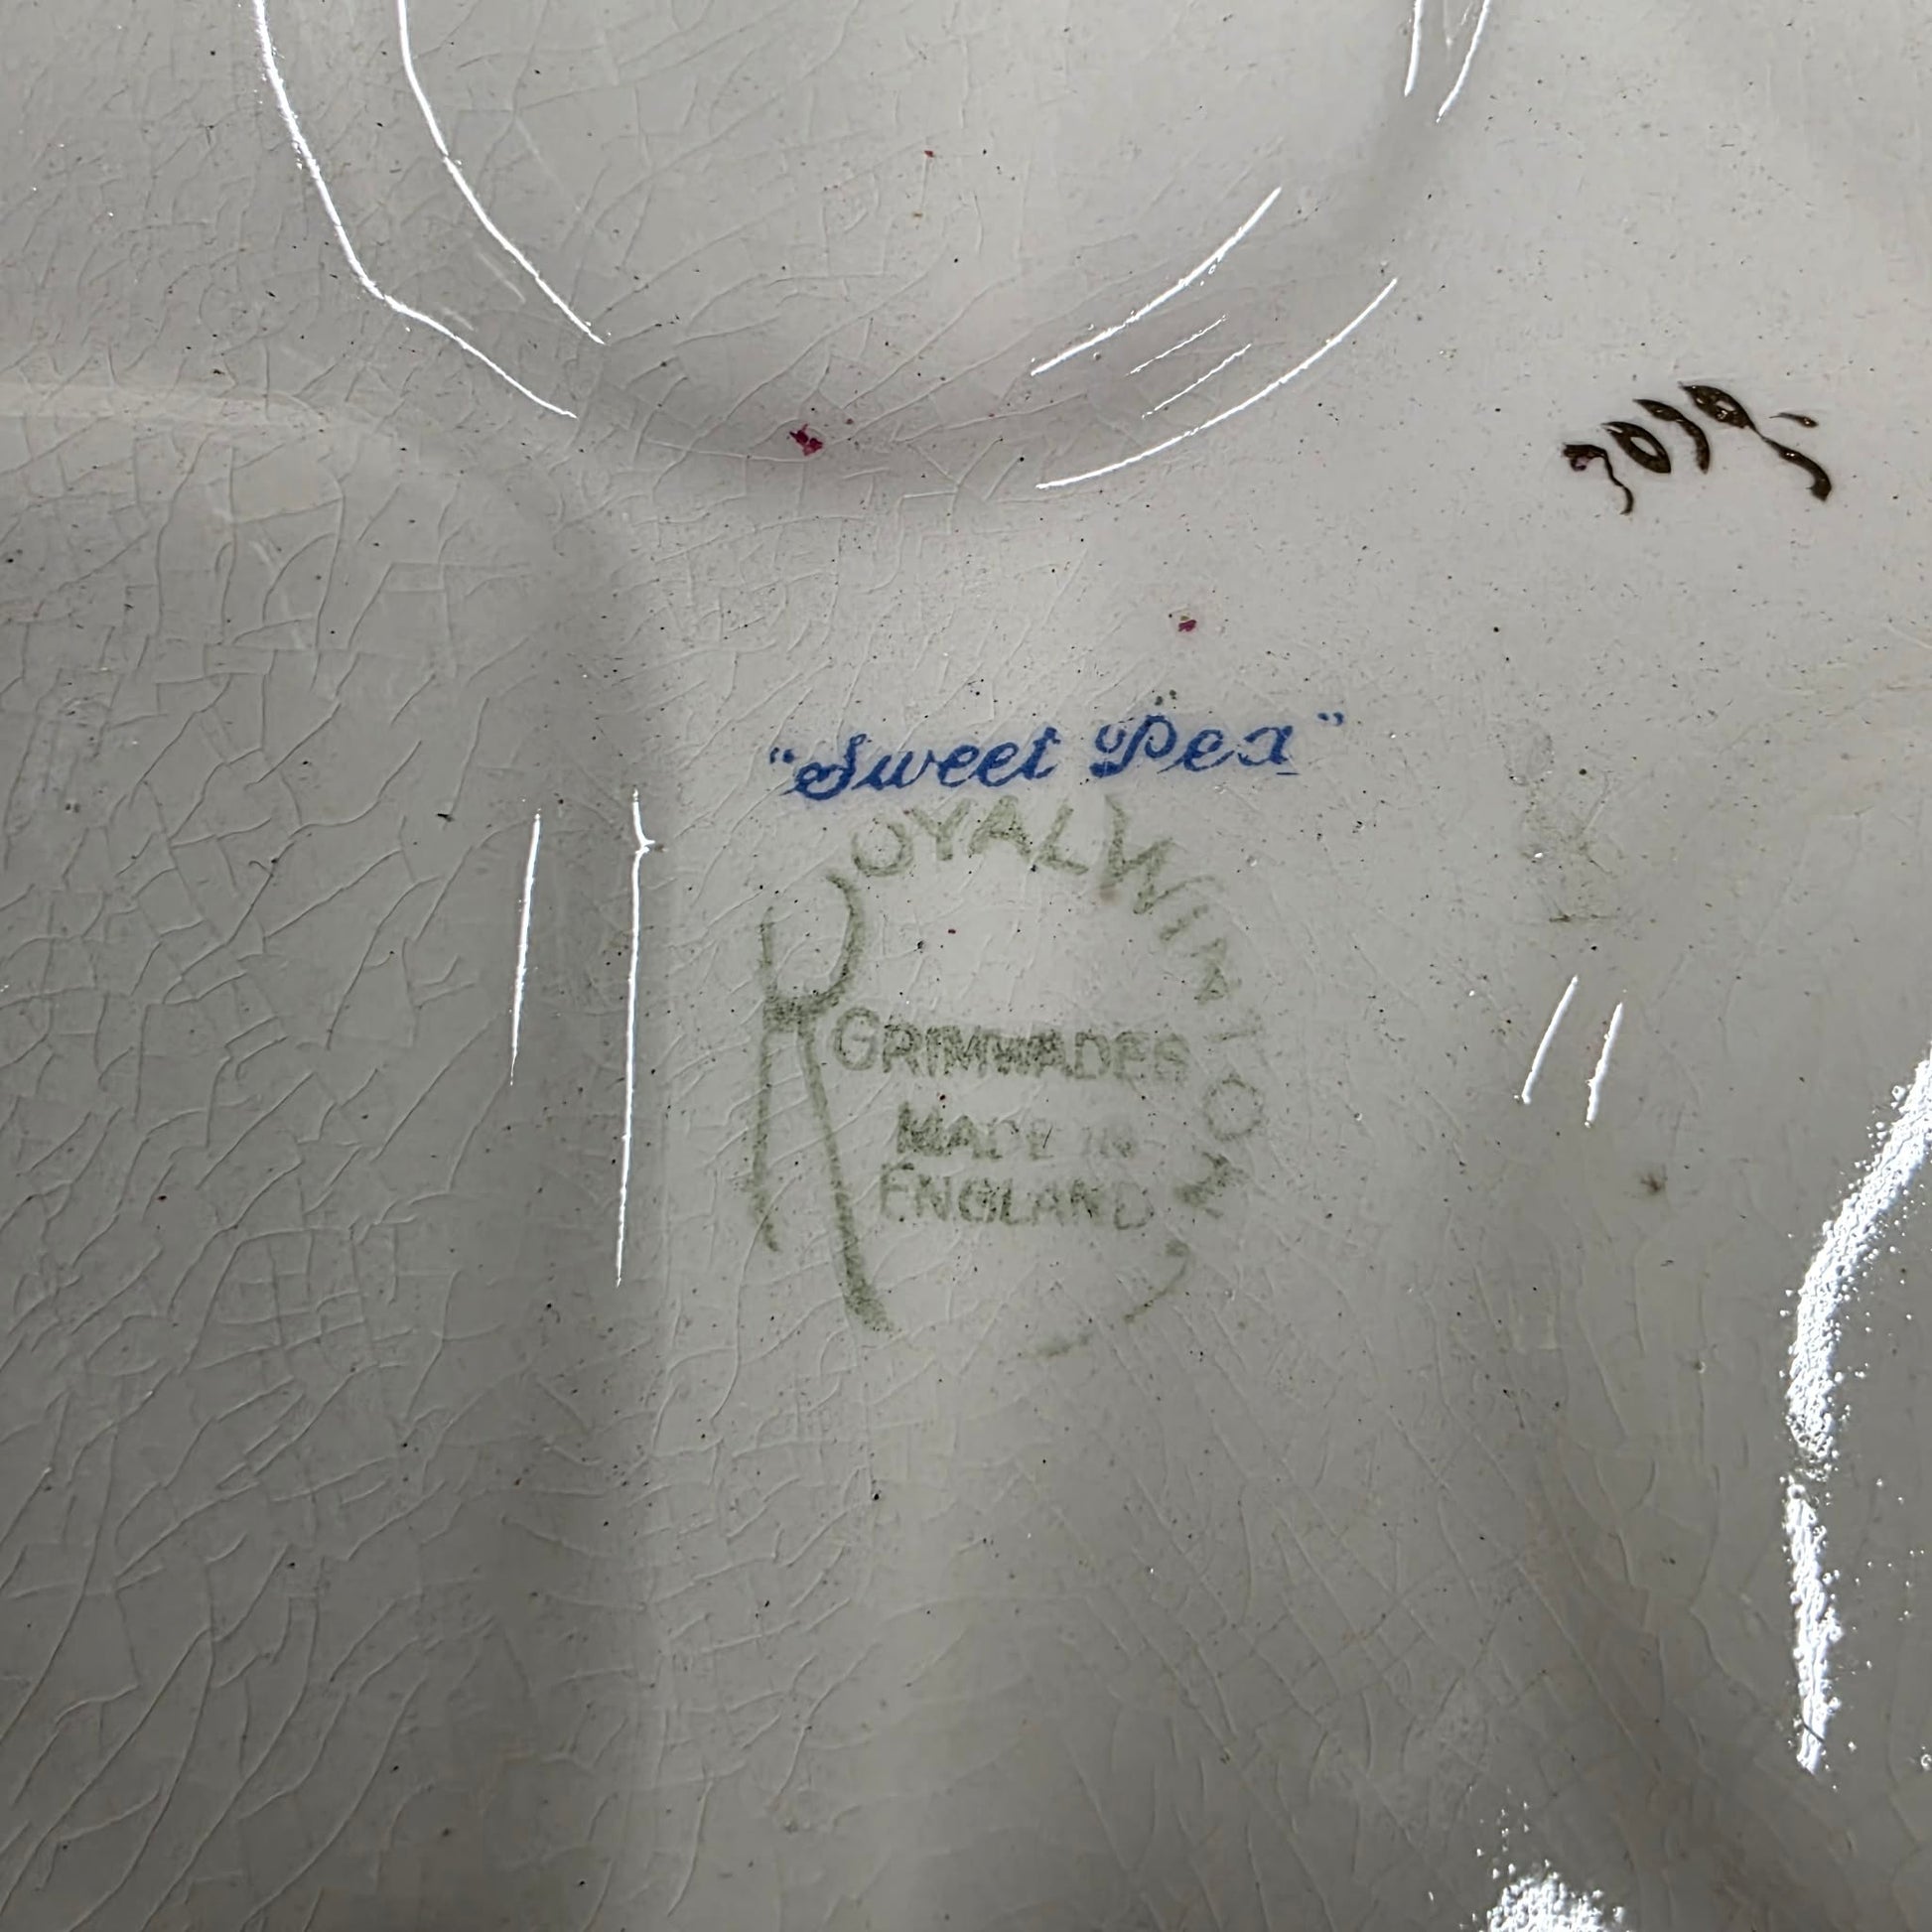 "Sweet Pea"
ROYAL WINTON
GRIMWADES
MADE IN
ENGLAND